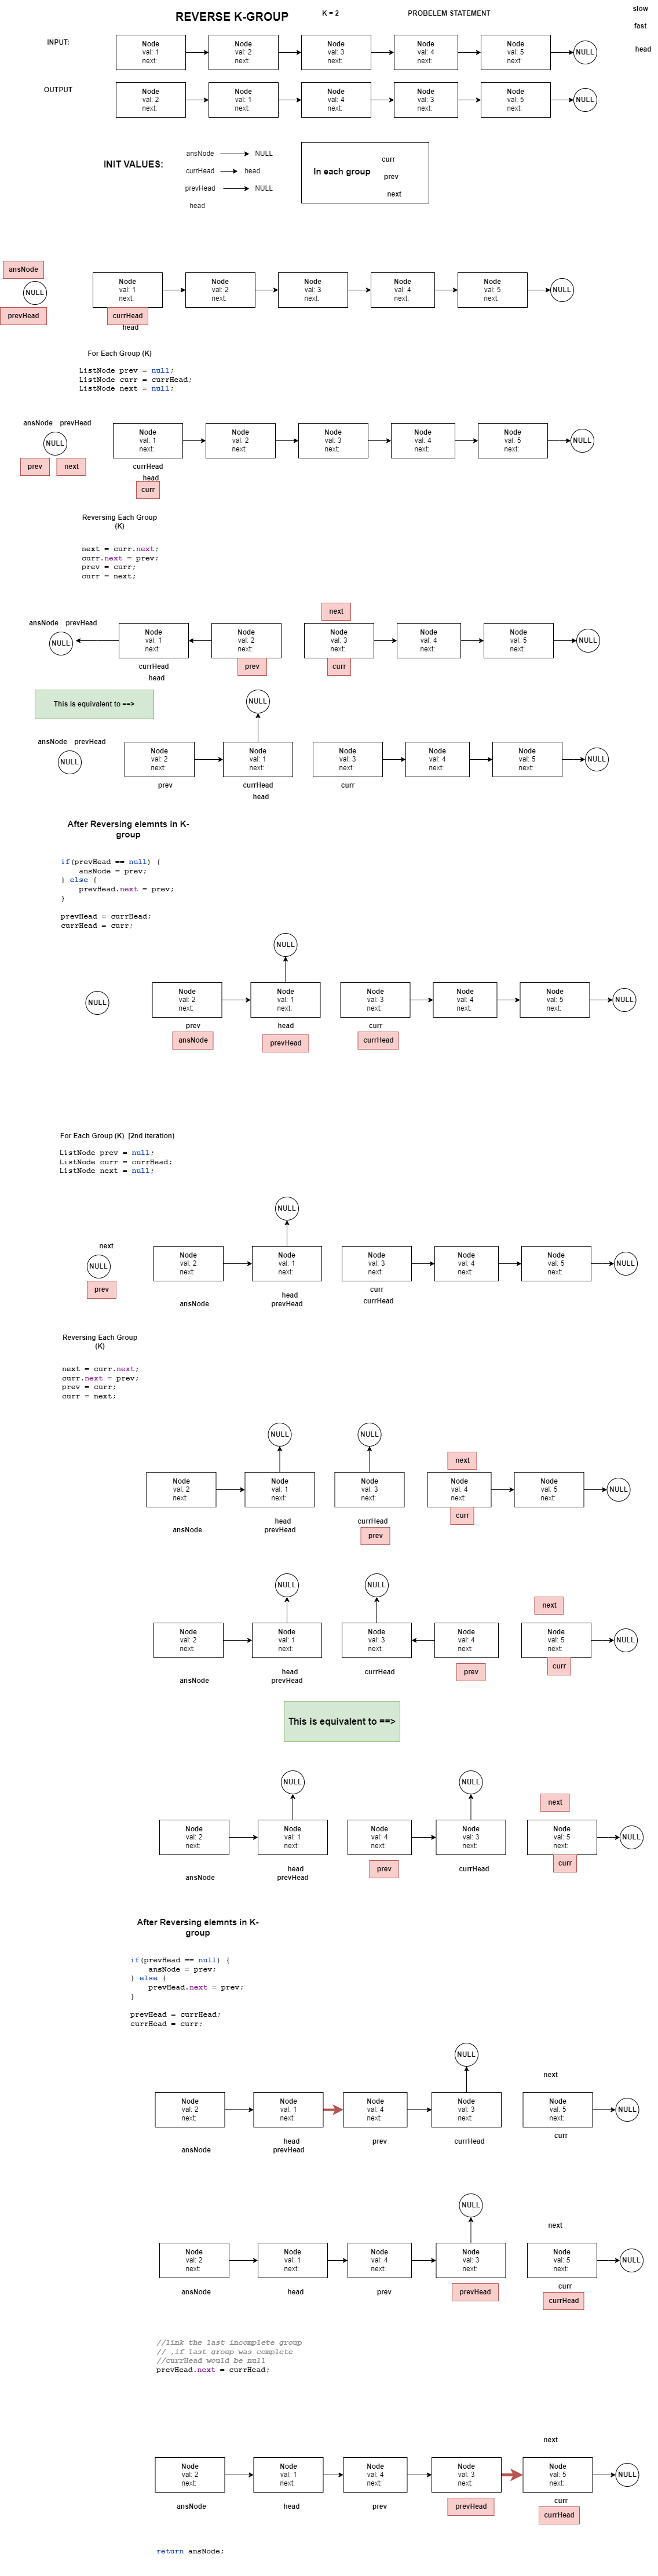 REVERSE K-GROUP
K = 2
PROBELEM STATEMENT
slow
fast
head
INPUT:
Node
val: 1
next:
Node
val: 2
next:
Node
val: 3
next:
Node
val: 4
next:
Node
val: 5
next:
NULL
OUTPUT
Node
val: 2
next:
Node
val: 1
next:
Node
val: 4
next:
Node
val: 3
next:
Node
val: 5
next:
NULL
INIT VALUES:
ansNode
NULL
currHead
head
prevHead
NULL
head
In each group
curr
prev
next
ansNode
NULL
prevHead
Node
val: 1
next:
Node
val: 2
next:
Node
val: 3
next:
Node
val: 4
next:
Node
val: 5
next:
NULL
currHead
head
For Each Group (K)
ListNode prev = null;
ListNode curr = currHead;
ListNode next = null;
ansNode prevHead
NULL
prev
next
Node
val: 1
next:
Node
val: 2
next:
Node
val: 3
next:
Node
val: 4
next:
Node
val: 5
next:
NULL
currHead
head
curr
Reversing Each Group
(K)
next = curr.next;
curr.next = prev;
prev = curr;
curr = next;
next
ansNode prevHead
NULL
Node
val: 1
next:
Node
val: 2
next:
Node
val: 3
next:
Node
val: 4
next:
Node
val: 5
next:
NULL
currHead
head
prev
curr
This is equivalent to ==>
NULL
ansNode prevHead
NULL
Node
val: 2
next:
Node
val: 1
next:
Node
val: 3
next:
Node
val: 4
next:
Node
val: 5
next:
NULL
prev
currHead
head
curr
After Reversing elemnts in K-
group
if(prevHead == null) {
ansNode = prev;
} else {
prevHead.next = prev;
}
prevHead = currHead;
currHead = curr;
NULL
NULL
Node
val: 2
next:
Node
val: 1
next:
Node
val: 3
next:
Node
val: 4
next:
Node
val: 5
next:
NULL
prev
head
curr
ansNode
prevHead
currHead
For Each Group (K) [2nd iteration)
ListNode prev = null;
ListNode curr = currHead;
ListNode next = null;
NULL
next
NULL
prev
Node
val: 2
next:
Node
val: 1
next:
Node
val: 3
next:
Node
val: 4
next:
Node
val: 5
next:
NULL
ansNode
head
prevHead
curr
currHead
Reversing Each Group
(K)
next = curr.next;
curr.next = prev;
prev = curr;
curr = next;
NULL
NULL
next
Node
val: 2
next:
Node
val: 1
next:
Node
val: 3
next:
Node
val: 4
next:
Node
val: 5
next:
NULL
ansNode
head
prevHead
currHead
prev
curr
NULL
NULL
next
Node
val: 2
next:
Node
val: 1
next:
Node
val: 3
next:
Node
val: 4
next:
Node
val: 5
next:
NULL
ansNode
head
prevHead
currHead
prev
curr
This is equivalent to ==>
NULL
NULL
next
Node
val: 2
next:
Node
val: 1
next:
Node
val: 4
next:
Node
val: 3
next:
Node
val: 5
next:
NULL
ansNode
head
prevHead
prev
currHead
curr
After Reversing elemnts in K-
group
if(prevHead == null) {
ansNode = prev;
} else {
prevHead.next = prev;
}
prevHead = currHead;
currHead = curr;
NULL
next
Node
val: 2
next:
Node
val: 1
next:
Node
val: 4
next:
Node
val: 3
next:
Node
val: 5
next:
NULL
ansNode
head
prevHead
prev
currHead
curr
NULL
next
Node
val: 2
next:
Node
val: 1
next:
Node
val: 4
next:
Node
val: 3
next:
Node
val: 5
next:
NULL
ansNode
head
prev
prevHead
curr
currHead
//link the last incomplete group
// ,if last group was complete
//currHead would be null
prevHead.next = currHead;
next
Node
val: 2
next:
Node
val: 1
next:
Node
val: 4
next:
Node
val: 3
next:
Node
val: 5
next:
NULL
ansNode
head
prev
prevHead
curr
currHead
return ansNode;